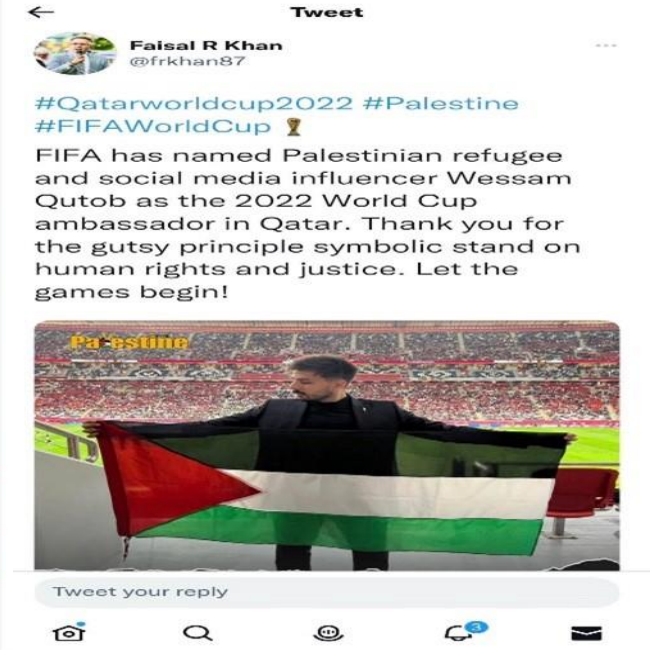 Tweet
Faisal R Khan
@frkhan87
#Qatarworldcup2022 #Palestine
#FIFAWorldCup
FIFA has named Palestinian refugee
and social media influencer Wessam
Qutob as the 2022 World Cup
ambassador in Qatar. Thank you for
the gutsy principle symbolic stand on
human rights and justice. Let the
games begin!
Palestine
Tweet your reply
3